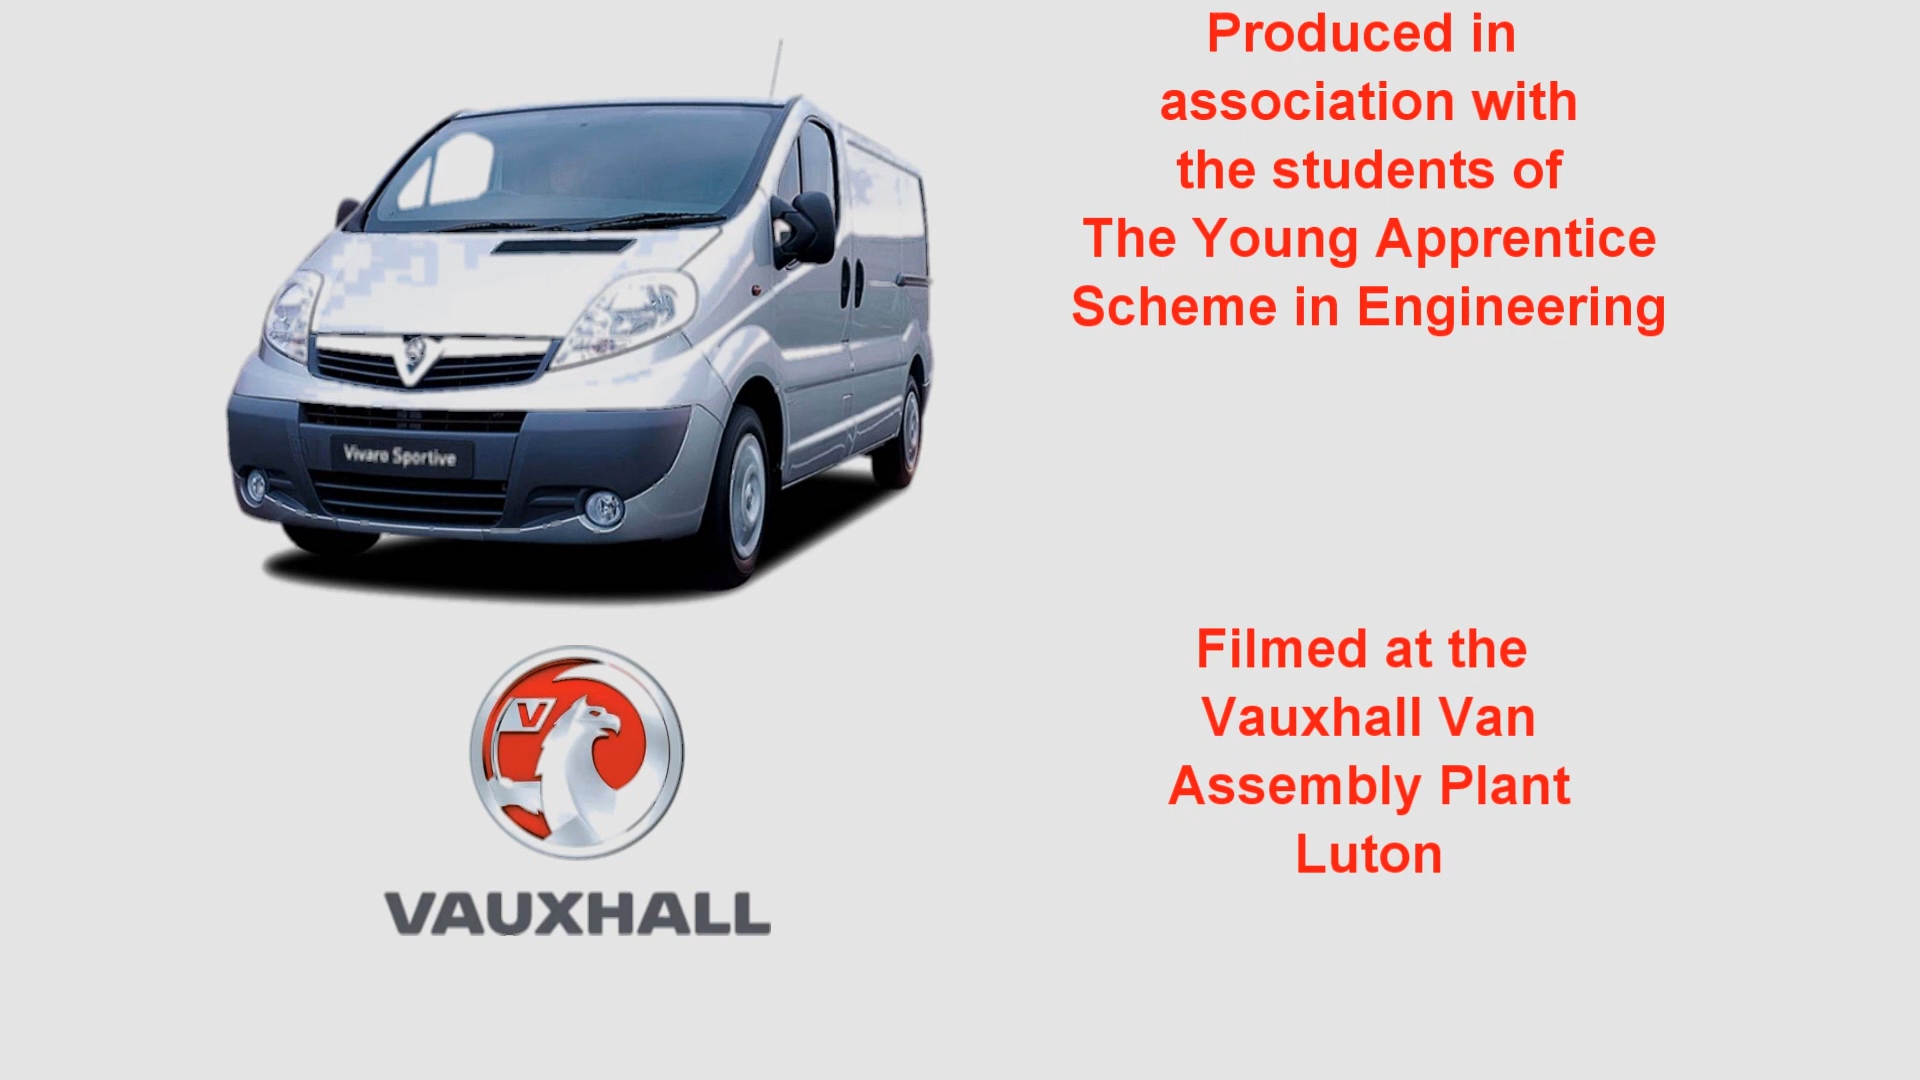 Produced in
association with
the students of
The Young Apprentice
Scheme in Engineering
Vivaro Sportive
V
VAUXHALL
Filmed at the
Vauxhall Van
Assembly Plant
Luton